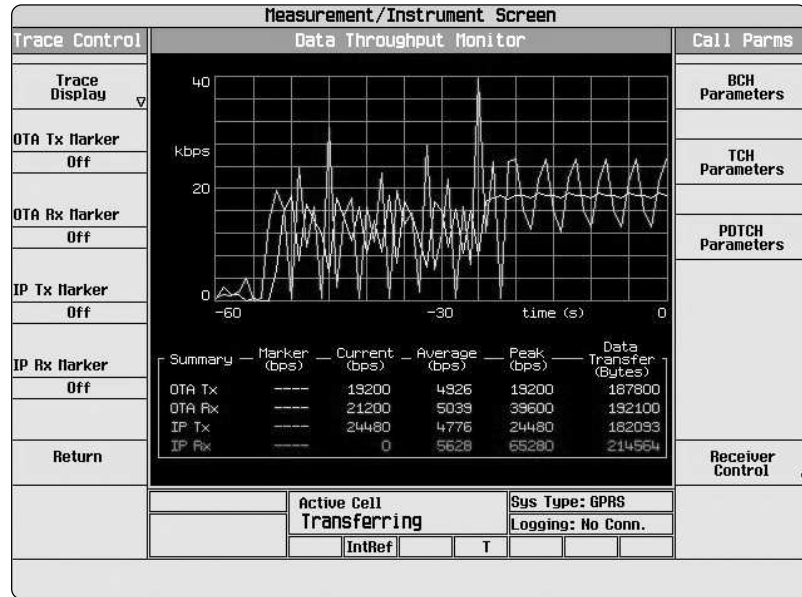 Measurement/Instrument Screen
Trace Control
Data Throughput Monitor
Call Parms
Trace
Display
OTA Tx Marker
Off
OTA Rx Marker
Off
IP Tx Marker
Off
IP Rx Marker
Off
Return
40
kbps
20
0
-60
-30
time (s)
0
Summary
Marker
(bps)
Current
(bps)
Average
(bps)
Peak
(bps)
Data
Transfer
(Bytes)
OTA Tx ---- 19200 4926 19200 187800
OTA Rx ---- 21200 5039 39600 192100
IP Tx ---- 24480 4776 24480 182093
IP Rx ---- 0 5628 65280 214564
BCH
Parameters
TCH
Parameters
PDTCH
Parameters
Receiver
Control
Active Cell
Transferring
Sys Type: GPRS
Logging: No Conn.
IntRef
T